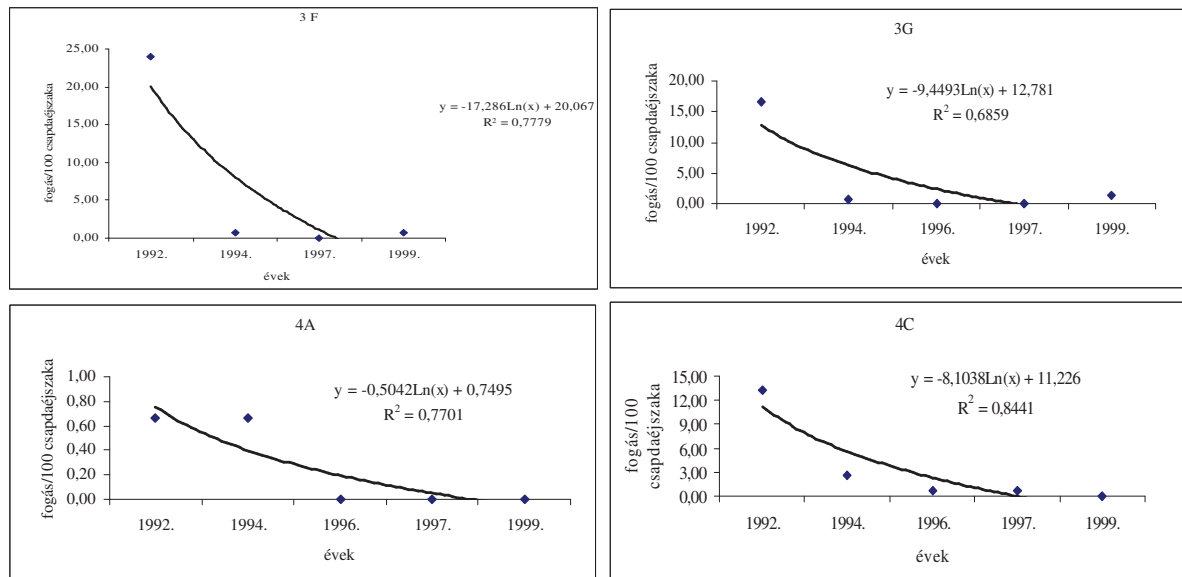 3 F
25,00
20,00
15,00
10,00
5,00
0,00
fogás/100 csapdaéjszaka
y = -17,286Ln(x) + 20,067
R² = 0,7779
1992. 1994. 1997. 1999.
évek
3G
20,00
15,00
10,00
5,00
0,00
fogás/100 csapdaéjszaka
y = -9,4493Ln(x) + 12,781
R² = 0,6859
1992. 1994. 1996. 1997. 1999.
évek
4A
1,00
0,80
0,60
0,40
0,20
0,00
fogás/100 csapdaéjszaka
y = -0,5042Ln(x) + 0,7495
R² = 0,7701
1992. 1994. 1996. 1997. 1999.
évek
4C
15,00
12,00
9,00
6,00
3,00
0,00
fogás/100
csapdaéjszaka
y = -8,1038Ln(x) + 11,226
R² = 0,8441
1992. 1994. 1996. 1997. 1999.
évek